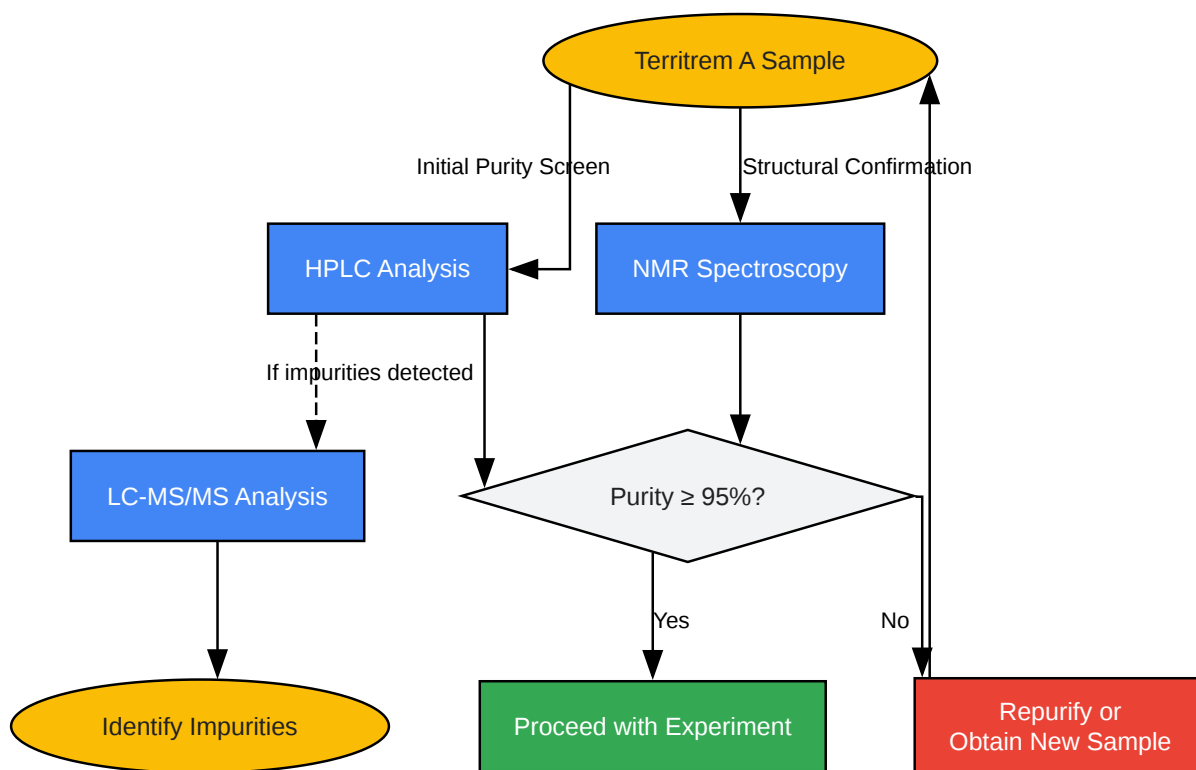 Territrem A Sample
Initial Purity Screen
Structural Confirmation
HPLC Analysis
NMR Spectroscopy
If impurities detected
LC-MS/MS Analysis
Purity ≥ 95%?
Yes
No
Identify Impurities
Proceed with Experiment
Repurify or
Obtain New Sample